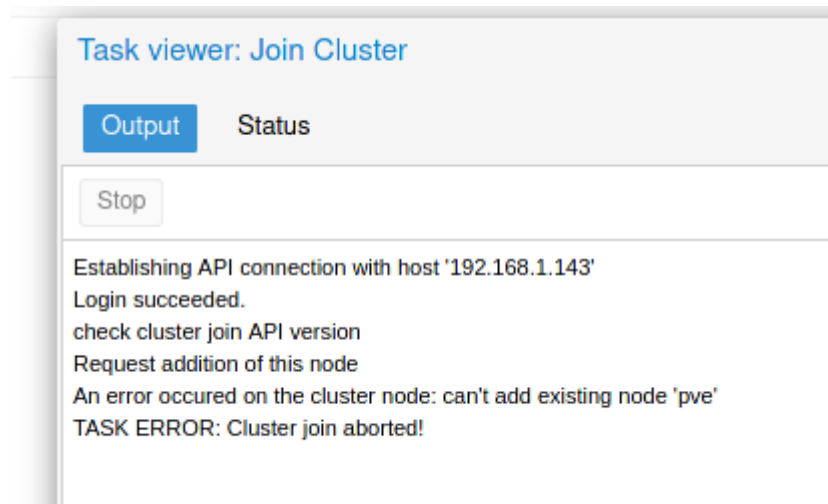 Task viewer: Join Cluster
Output Status
Stop
Establishing API connection with host '192.168.1.143'
Login succeeded.
check cluster join API version
Request addition of this node
An error occured on the cluster node: can't add existing node 'pve'
TASK ERROR: Cluster join aborted!